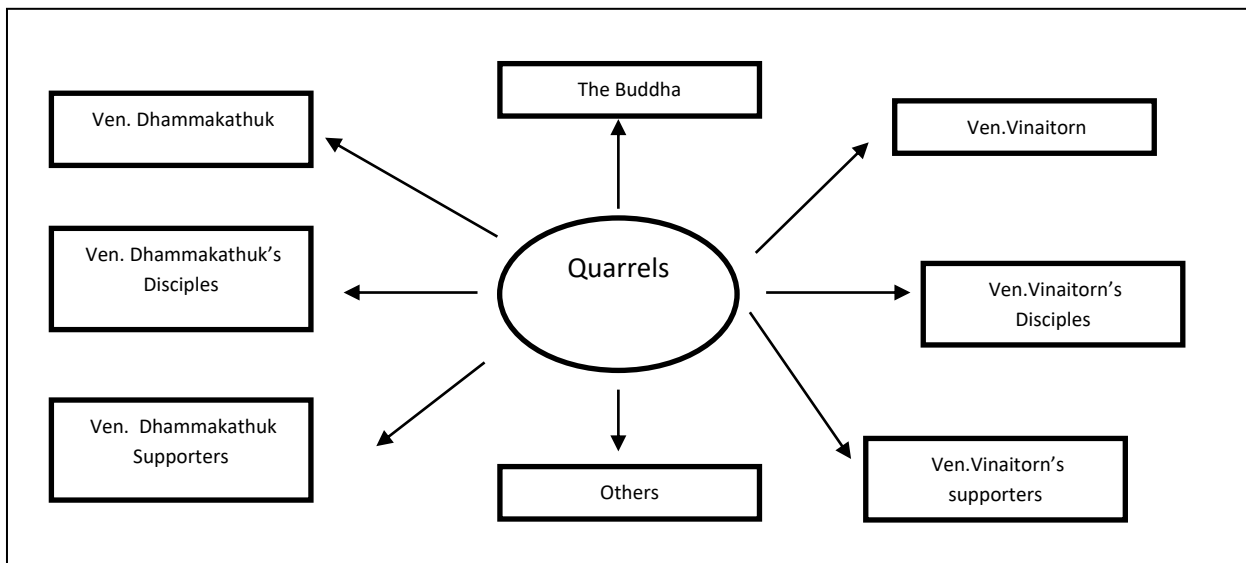 The Buddha
Ven. Dhammakathuk
Ven.Vinaitorn
Ven. Dhammakathuk's
Disciples
Quarrels
Ven.Vinaitorn's
Disciples
Ven.  Dhammakathuk
Supporters
Others
Ven.Vinaitorn's
supporters